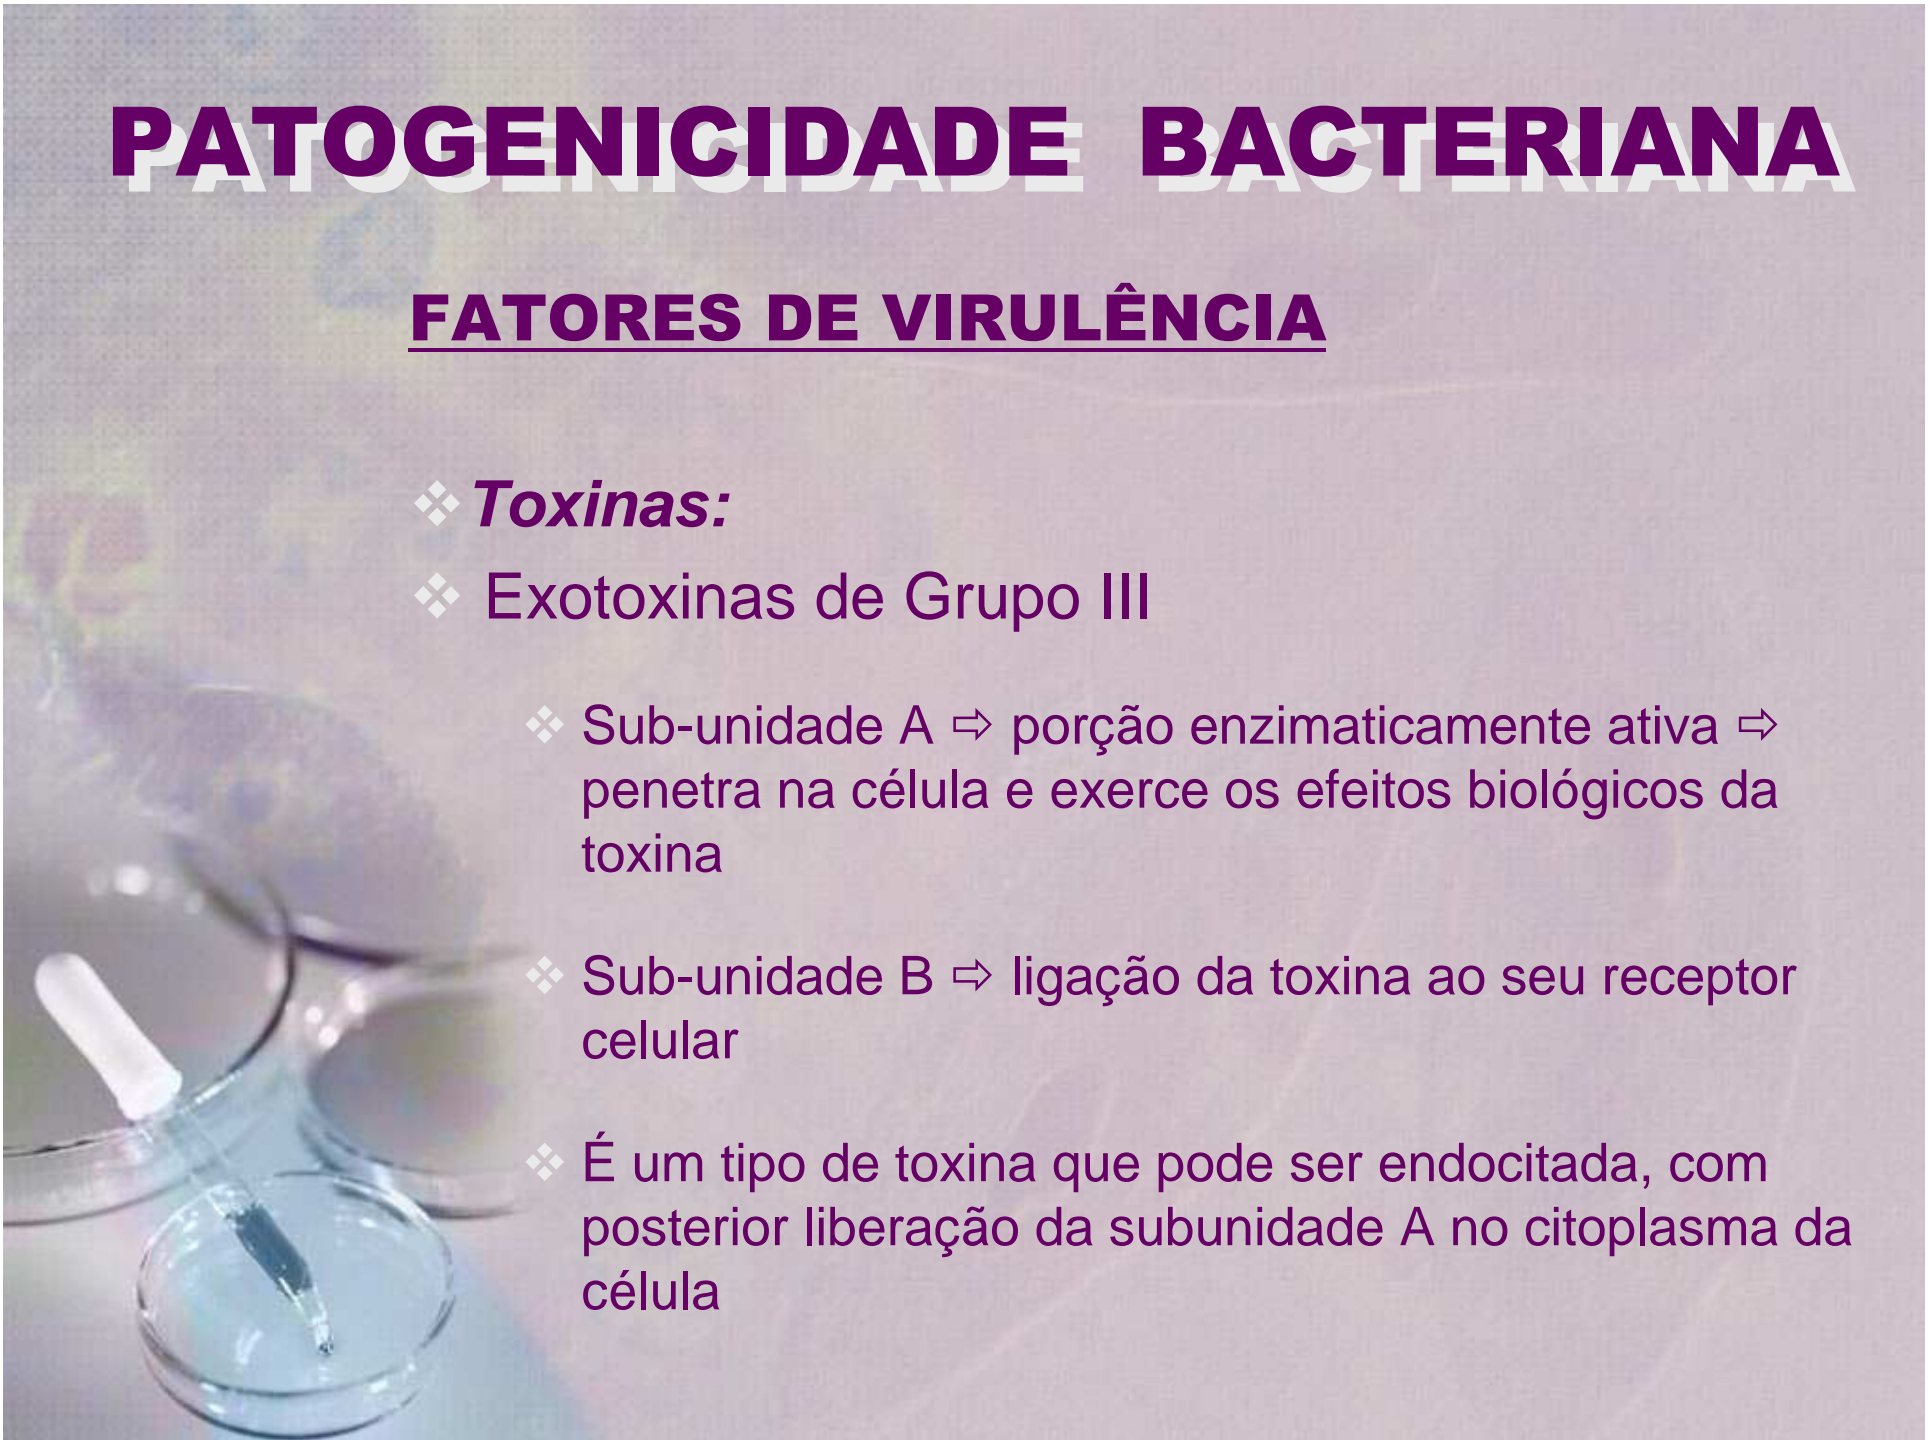 PATOGENICIDADE BACTERIANA
FATORES DE VIRULÊNCIA
❖ Toxinas:
❖ Exotoxinas de Grupo III
❖ Sub-unidade A ⇨ porção enzimaticamente ativa ⇨
penetra na célula e exerce os efeitos biológicos da
toxina
❖ Sub-unidade B ⇨ ligação da toxina ao seu receptor
celular
❖ É um tipo de toxina que pode ser endocitada, com
posterior liberação da subunidade A no citoplasma da
célula